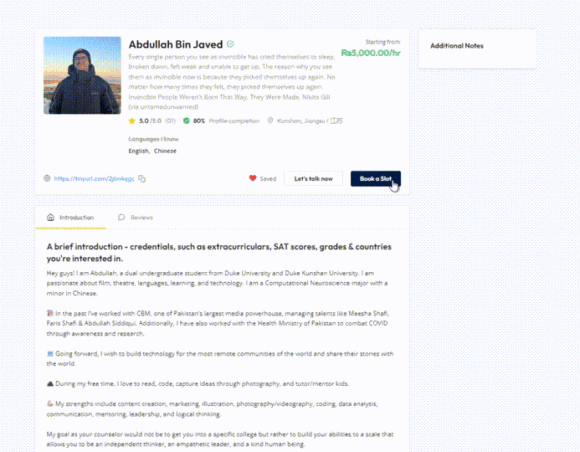 Abdullah Bin Javed
Starting from:
₨5,000.00/hr
Additional Notes
Every single person you see as invincible has cried themselves to sleep,
broken down, felt weak and unable to get up. The reason why you see
them as invincible now is because they picked themselves up again. No
matter how many times they fell, they picked themselves up again
Invincible People Weren't Born That Way. They Were Made. Nikita Gill
(via untamedunwanted)
5.0 /5.0 (01) 80% Profile completion Kunshan, Jiangsu /
Languages I know
English, Chinese
Saved Let's talk now Book a Slot
Introduction Reviews
A brief introduction - credentials, such as extracurriculars, SAT scores, grades & countries
you're interested in.
Hey guys! I am Abdullah, a dual undergraduate student from Duke University and Duke Kunshan University. I am
passionate about film, theatre, languages, learning, and technology. I am a Computational Neuroscience major with a
minor in Chinese.
In the past I've worked with CBM, one of Pakistan's largest media powerhouse, managing talents like Meesha Shafi,
Faris Shafi & Abdullah Siddiqui. Additionally, I have also worked with the Health Ministry of Pakistan to combat COVID
through awareness and research.
Going forward, I wish to build technology for the most remote communities of the world and share their stories with
the world.
During my free time, I love to read, code, capture ideas through photography, and tutor/mentor kids.
My strengths include content creation, marketing, illustration, photography/videography, coding, data analysis,
communication, mentoring, leadership, and logical thinking.
My goal as your counselor would not be to get you into a specific college but rather to build your abilities to a scale that
allows you to be an independent thinker, an empathetic leader, and a kind human being.